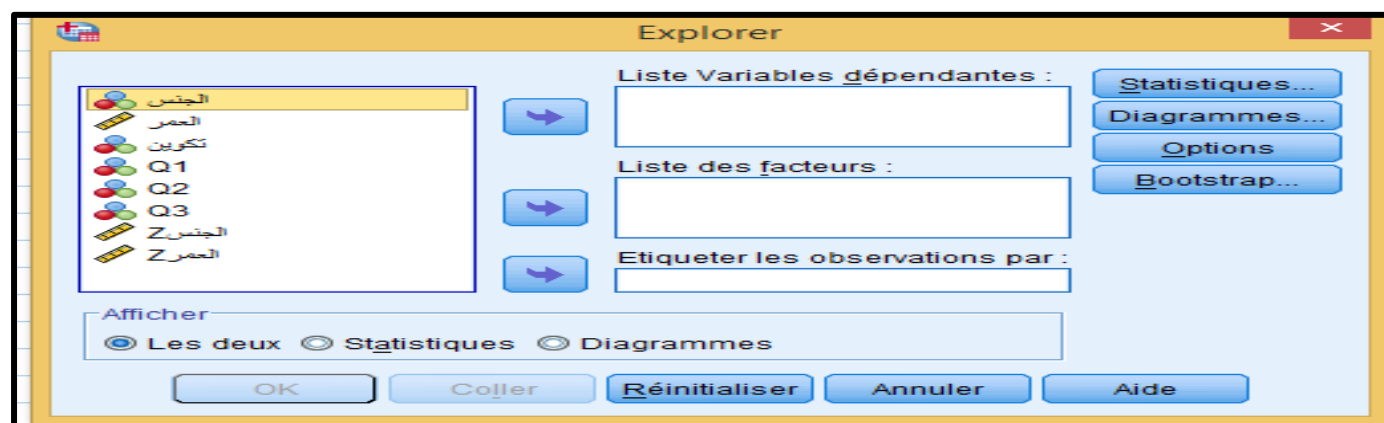 Explorer
الجنس
العمر
تكوين
Q1
Q2
Q3
الجنسZ
العمرZ
Liste Variables dépendantes :
Liste des facteurs :
Etiqueter les observations par :
Statistiques...
Diagrammes...
Options
Bootstrap...
Afficher
Les deux Statistiques Diagrammes
OK Coller Réinitialiser Annuler Aide